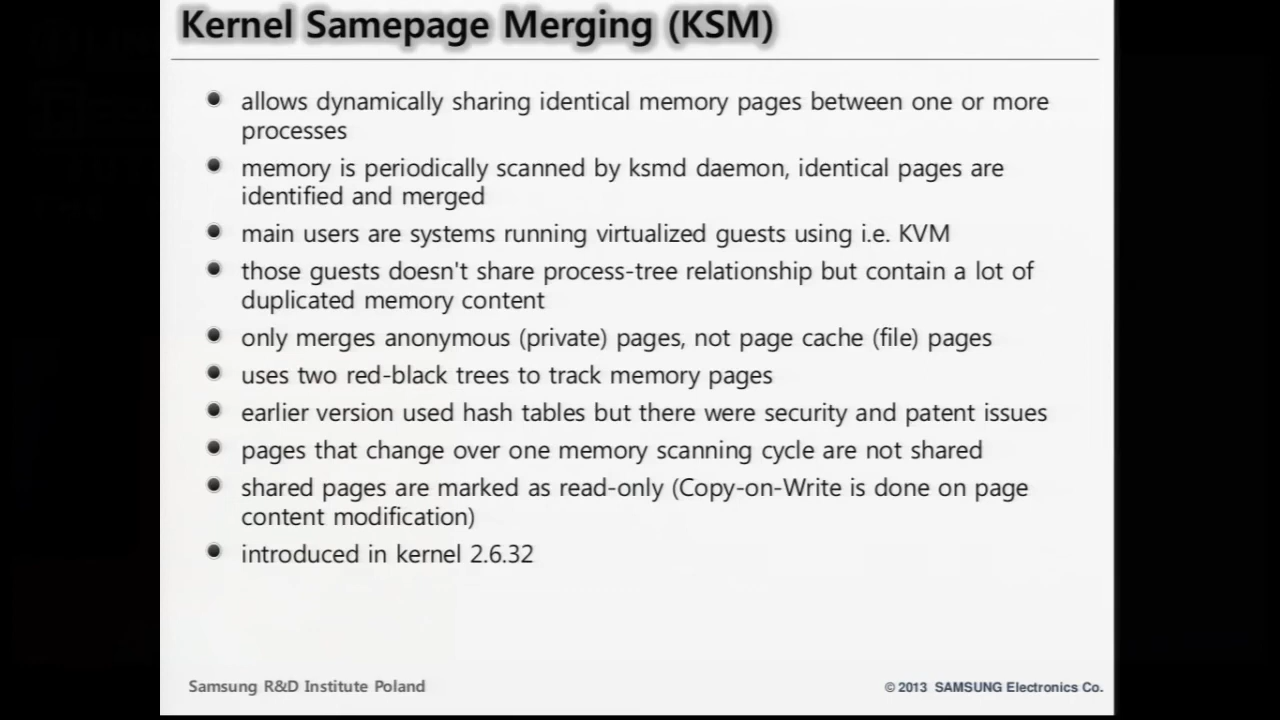 Kernel Samepage Merging (KSM)
allows dynamically sharing identical memory pages between one or more
processes
memory is periodically scanned by ksmd daemon, identical pages are
identified and merged
main users are systems running virtualized guests using i.e. KVM
those guests doesn't share process-tree relationship but contain a lot of
duplicated memory content
only merges anonymous (private) pages, not page cache (file) pages
uses two red-black trees to track memory pages
earlier version used hash tables but there were security and patent issues
pages that change over one memory scanning cycle are not shared
shared pages are marked as read-only (Copy-on-Write is done on page
content modification)
introduced in kernel 2.6.32
Samsung R&D Institute Poland
© 2013 SAMSUNG Electronics Co.